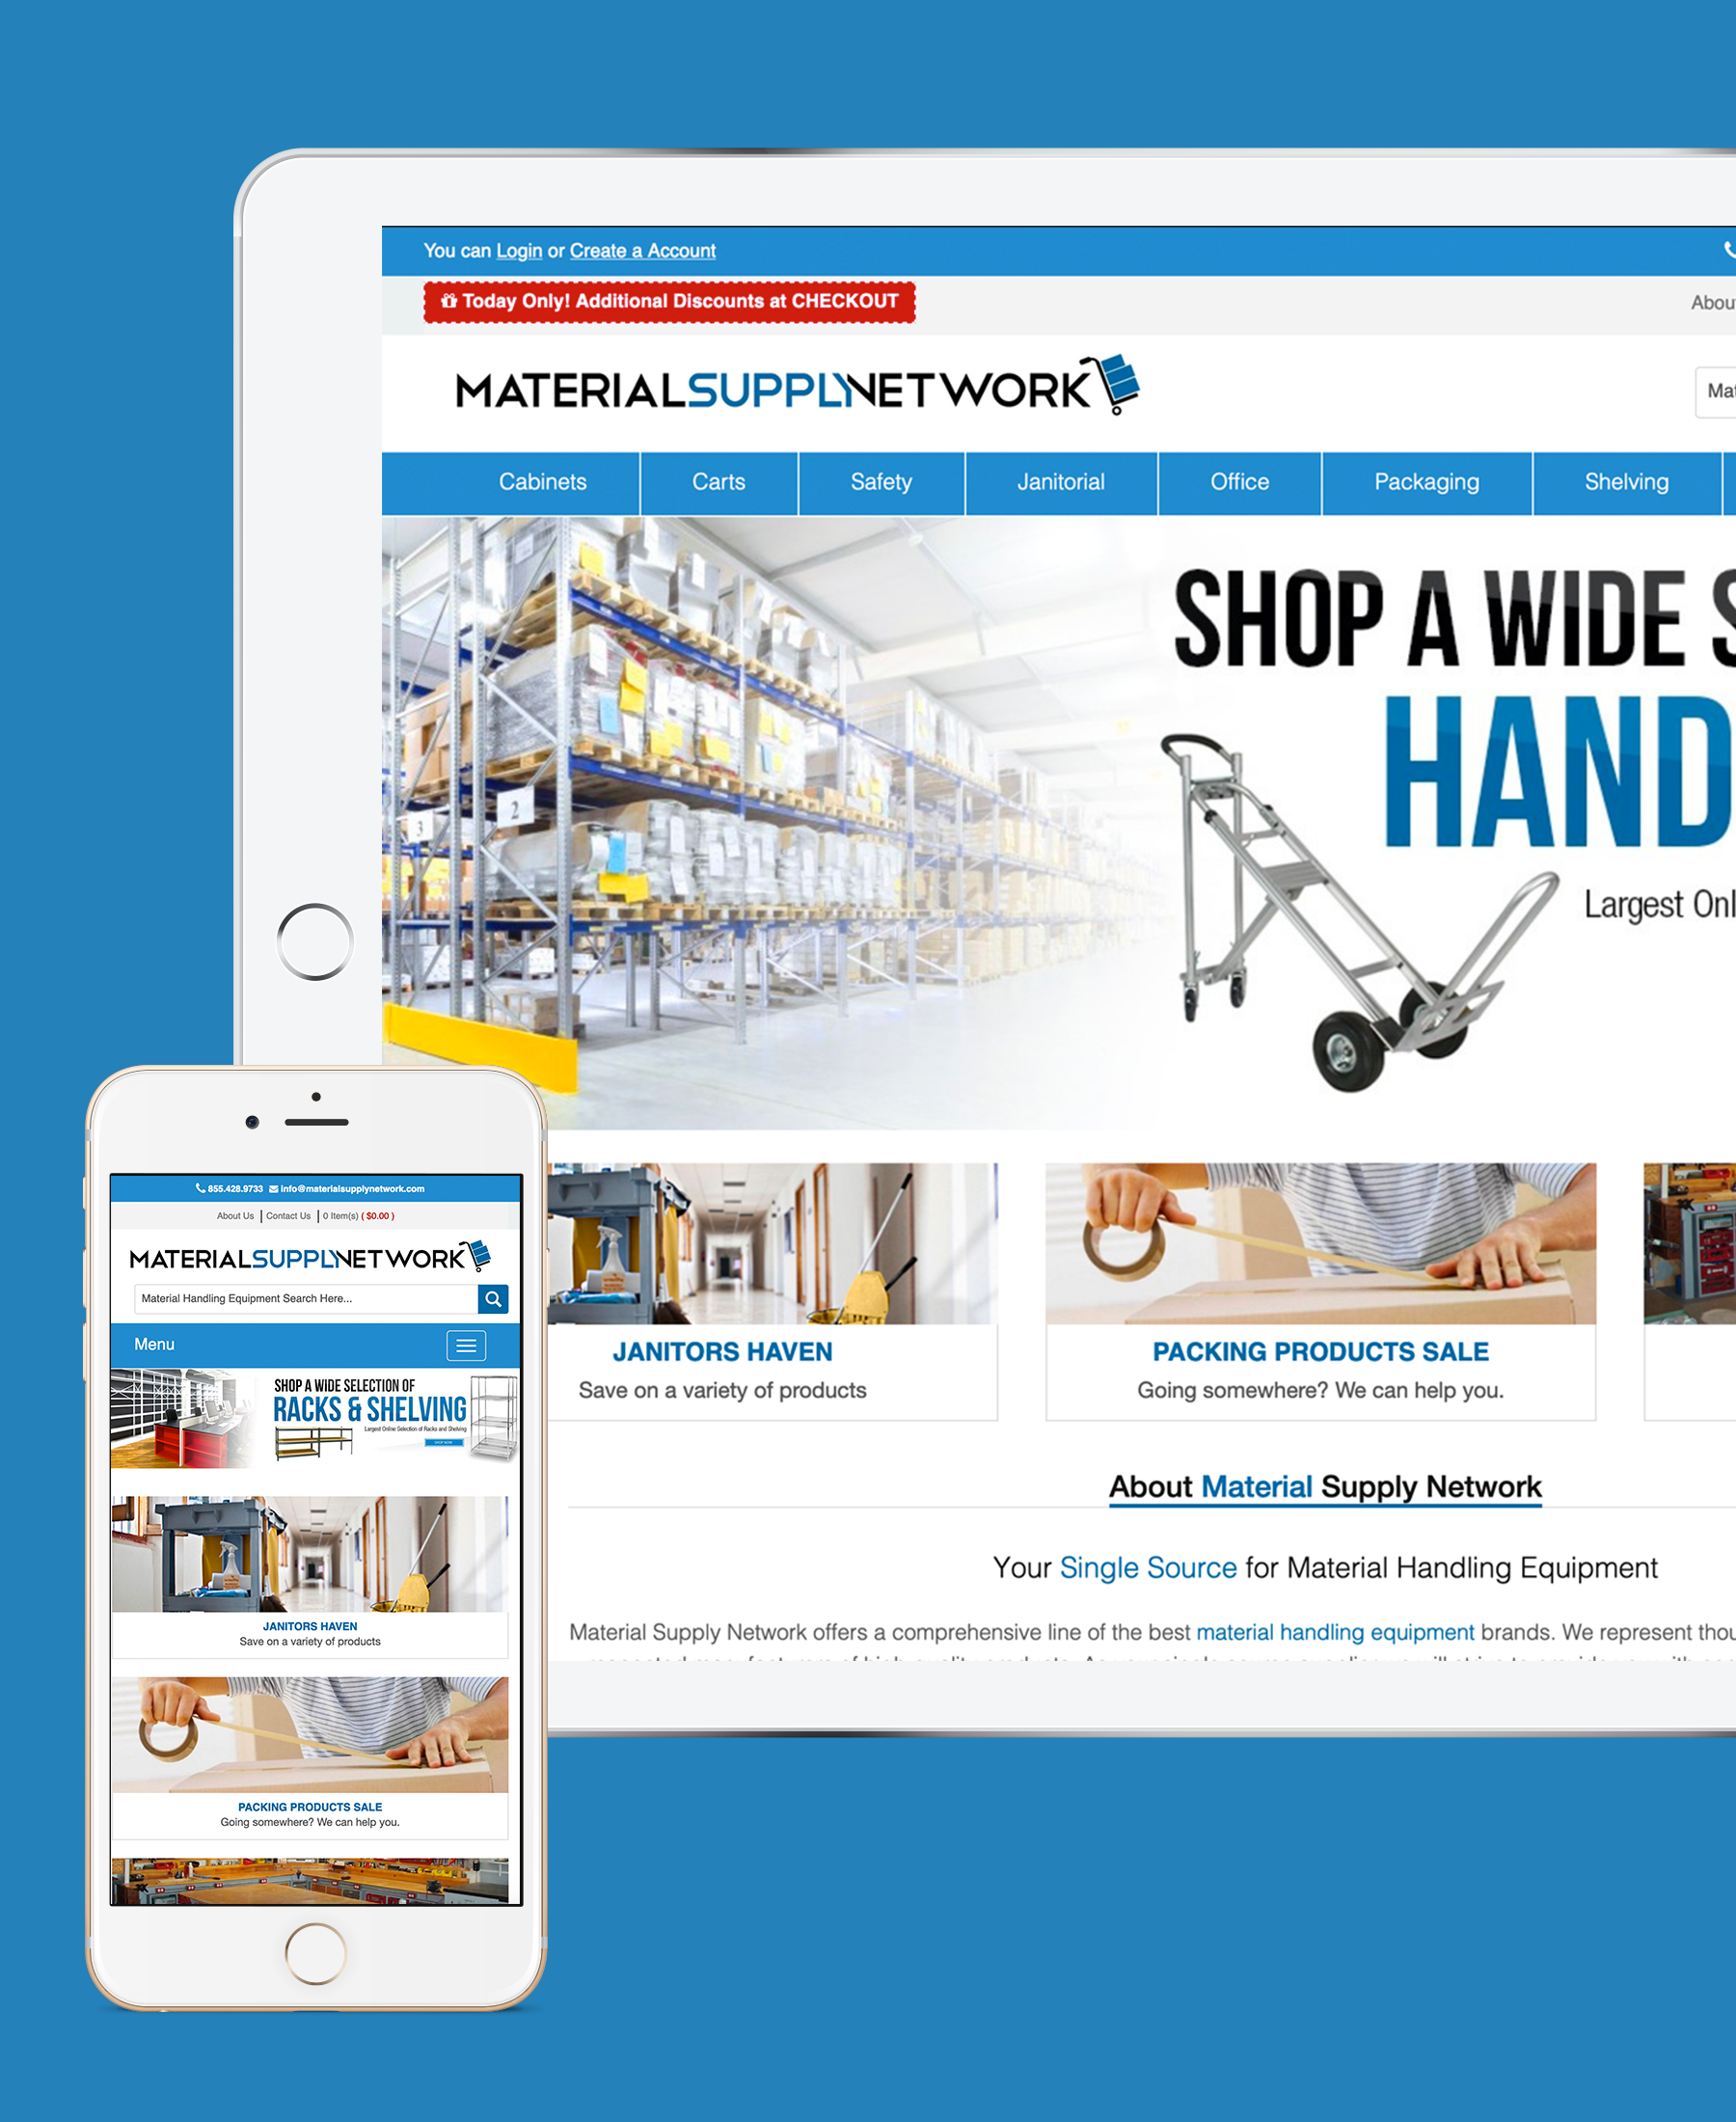 You can Login or Create a Account
Today Only! Additional Discounts at CHECKOUT
MATERIALSUPPLYNETWORK
Cabinets Carts Safety Janitorial Office Packaging Shelving
SHOP A WIDE S
HAND
Largest Onl
2
3
JANITORS HAVEN
Save on a variety of products
PACKING PRODUCTS SALE
Going somewhere? We can help you.
About Material Supply Network
Your Single Source for Material Handling Equipment
Material Supply Network offers a comprehensive line of the best material handling equipment brands. We represent thou
855.428.9733 info@materialsupplynetwork.com
About Us | Contact Us | 0 Item(s) ( $0.00 )
MATERIALSUPPLYNETWORK
Material Handling Equipment Search Here...
Menu
SHOP A WIDE SELECTION OF
RACKS & SHELVING
Largest Online Selection of Racks and Shelving
SHOP NOW
JANITORS HAVEN
Save on a variety of products
PACKING PRODUCTS SALE
Going somewhere? We can help you.